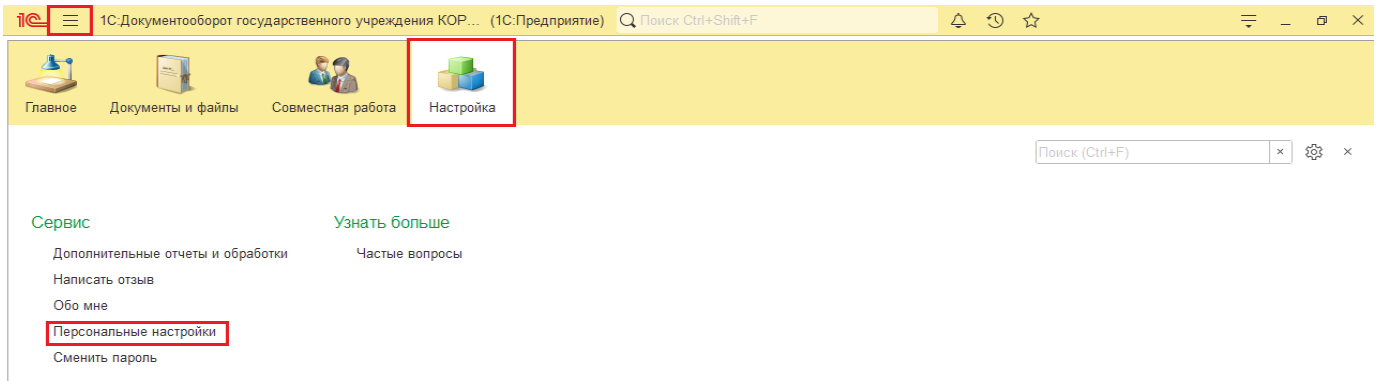 1С 1С:Документооборот государственного учреждения КОР... (1С:Предприятие) Поиск Ctrl+Shift+F
Главное Документы и файлы Совместная работа Настройка
Поиск (Ctrl+F)
Сервис Узнать больше
Дополнительные отчеты и обработки Частые вопросы
Написать отзыв
Обо мне
Персональные настройки
Сменить пароль